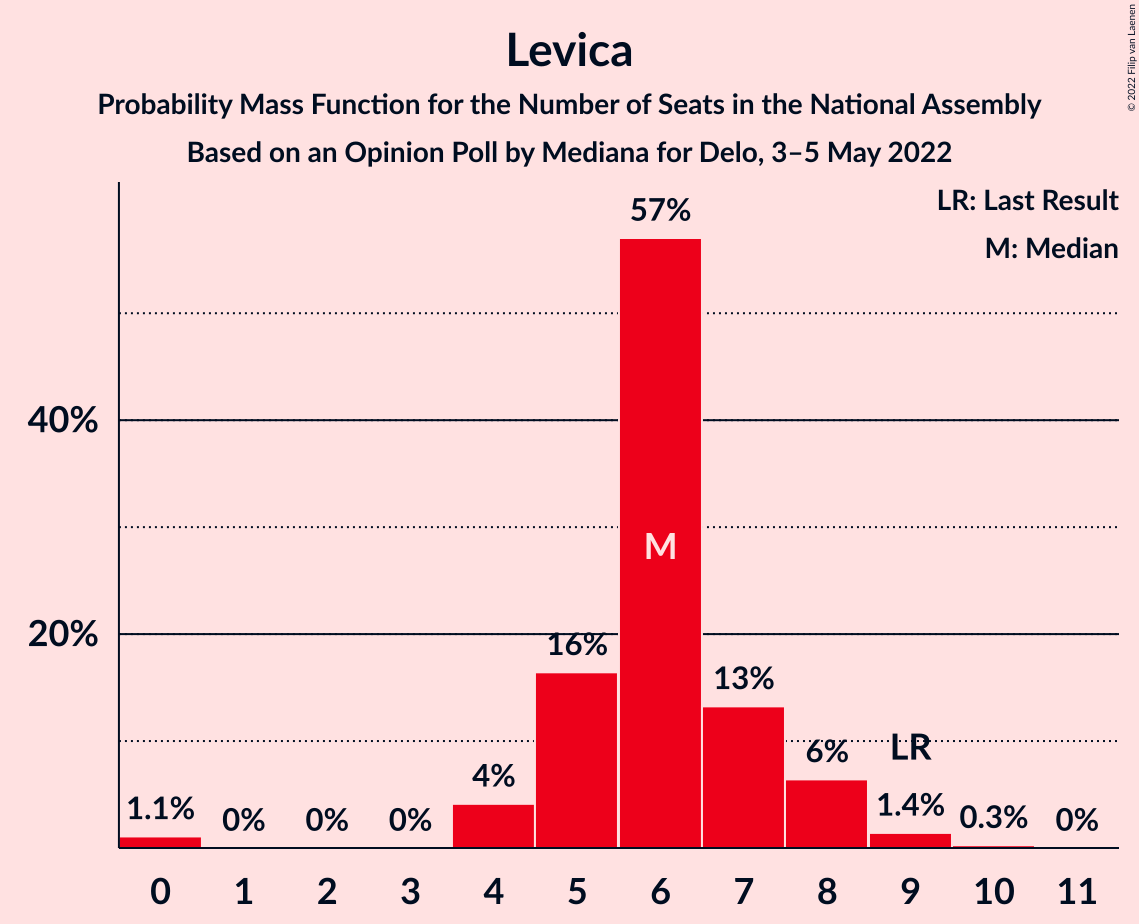 Levica
Probability Mass Function for the Number of Seats in the National Assembly
Based on an Opinion Poll by Mediana for Delo, 3–5 May 2022
© 2022 Filip van Laenen
LR: Last Result
M: Median
57%
40%
M
20%
16%
13%
LR
6%
4%
1.1%
0%
0%
0%
1.4%
0.3%
0%
0 1 2 3 4 5 6 7 8 9 10 11